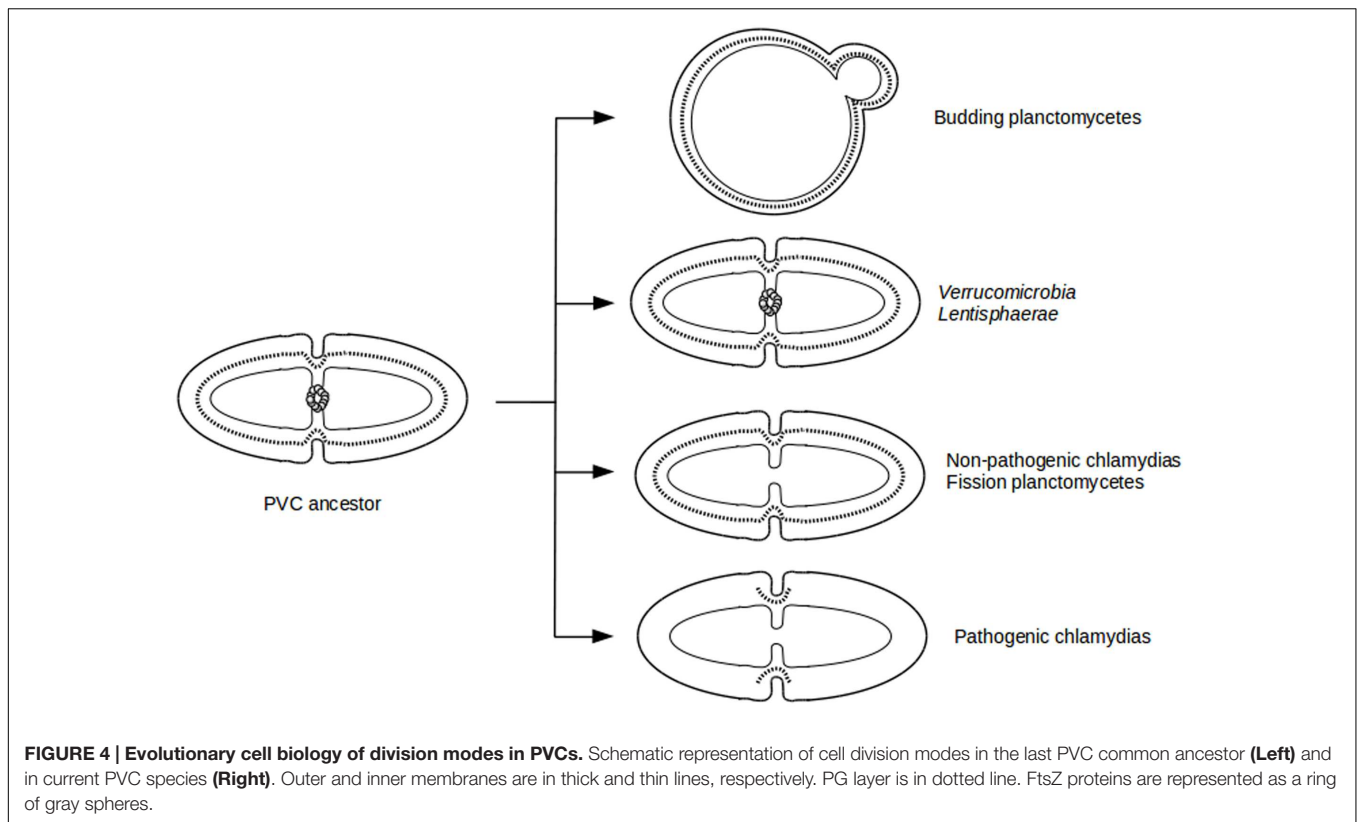 Budding planctomycetes
Verrucomicrobia
Lentisphaerae
PVC ancestor
Non-pathogenic chlamydias
Fission planctomycetes
Pathogenic chlamydias
FIGURE 4 | Evolutionary cell biology of division modes in PVCs. Schematic representation of cell division modes in the last PVC common ancestor (Left) and
in current PVC species (Right). Outer and inner membranes are in thick and thin lines, respectively. PG layer is in dotted line. FtsZ proteins are represented as a ring
of gray spheres.